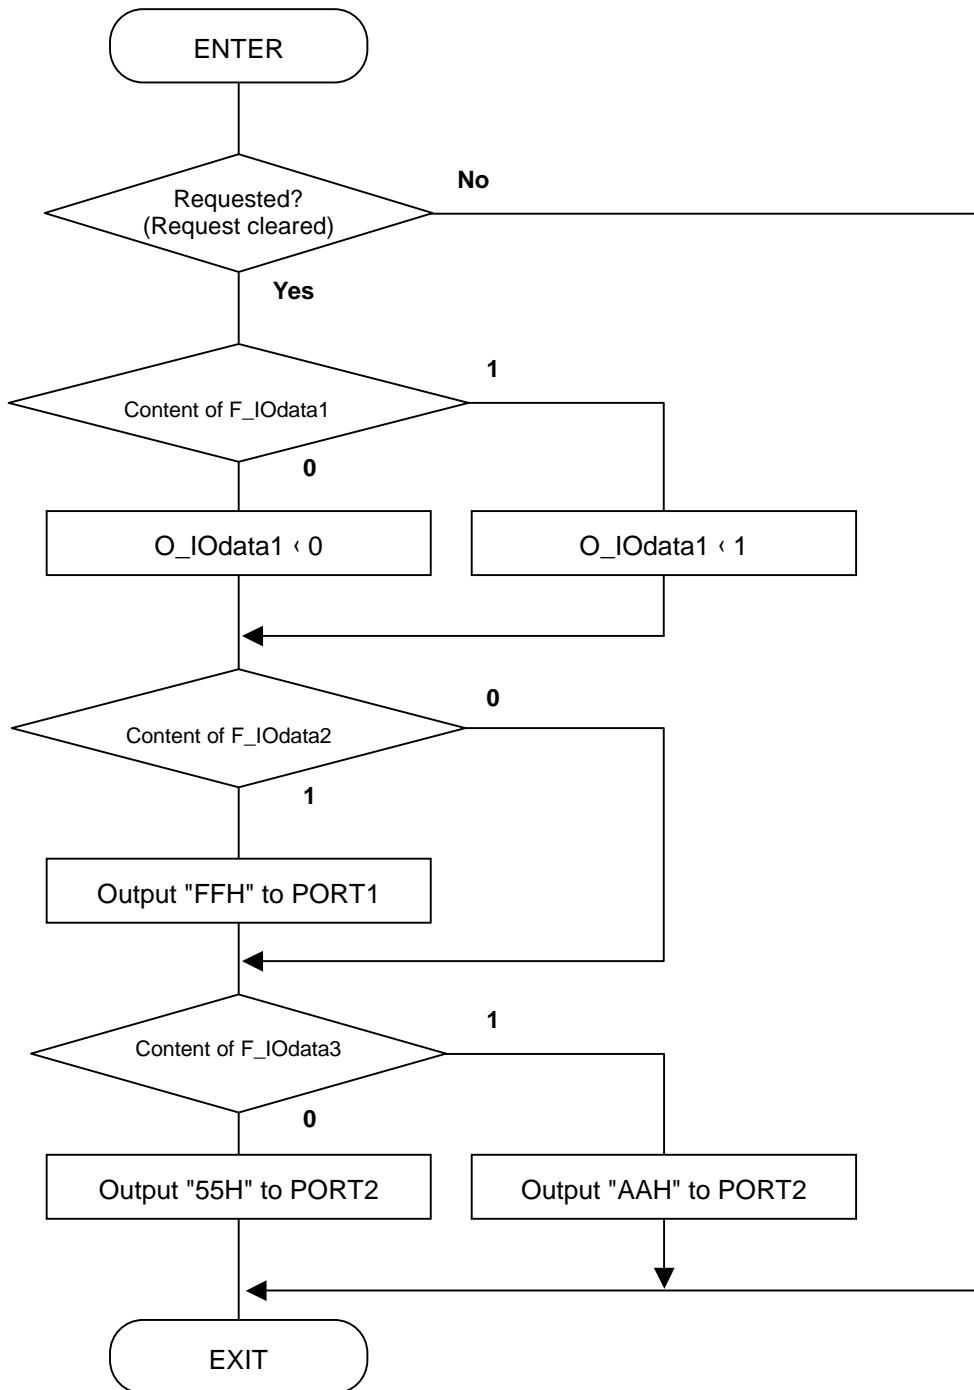 ENTER
Requested?
(Request cleared)
No
Yes
Content of F_IOdata1
1
0
O_IOdata1 ‹ 0
O_IOdata1 ‹ 1
Content of F_IOdata2
0
1
Output "FFH" to PORT1
Content of F_IOdata3
1
0
Output "55H" to PORT2
Output "AAH" to PORT2
EXIT